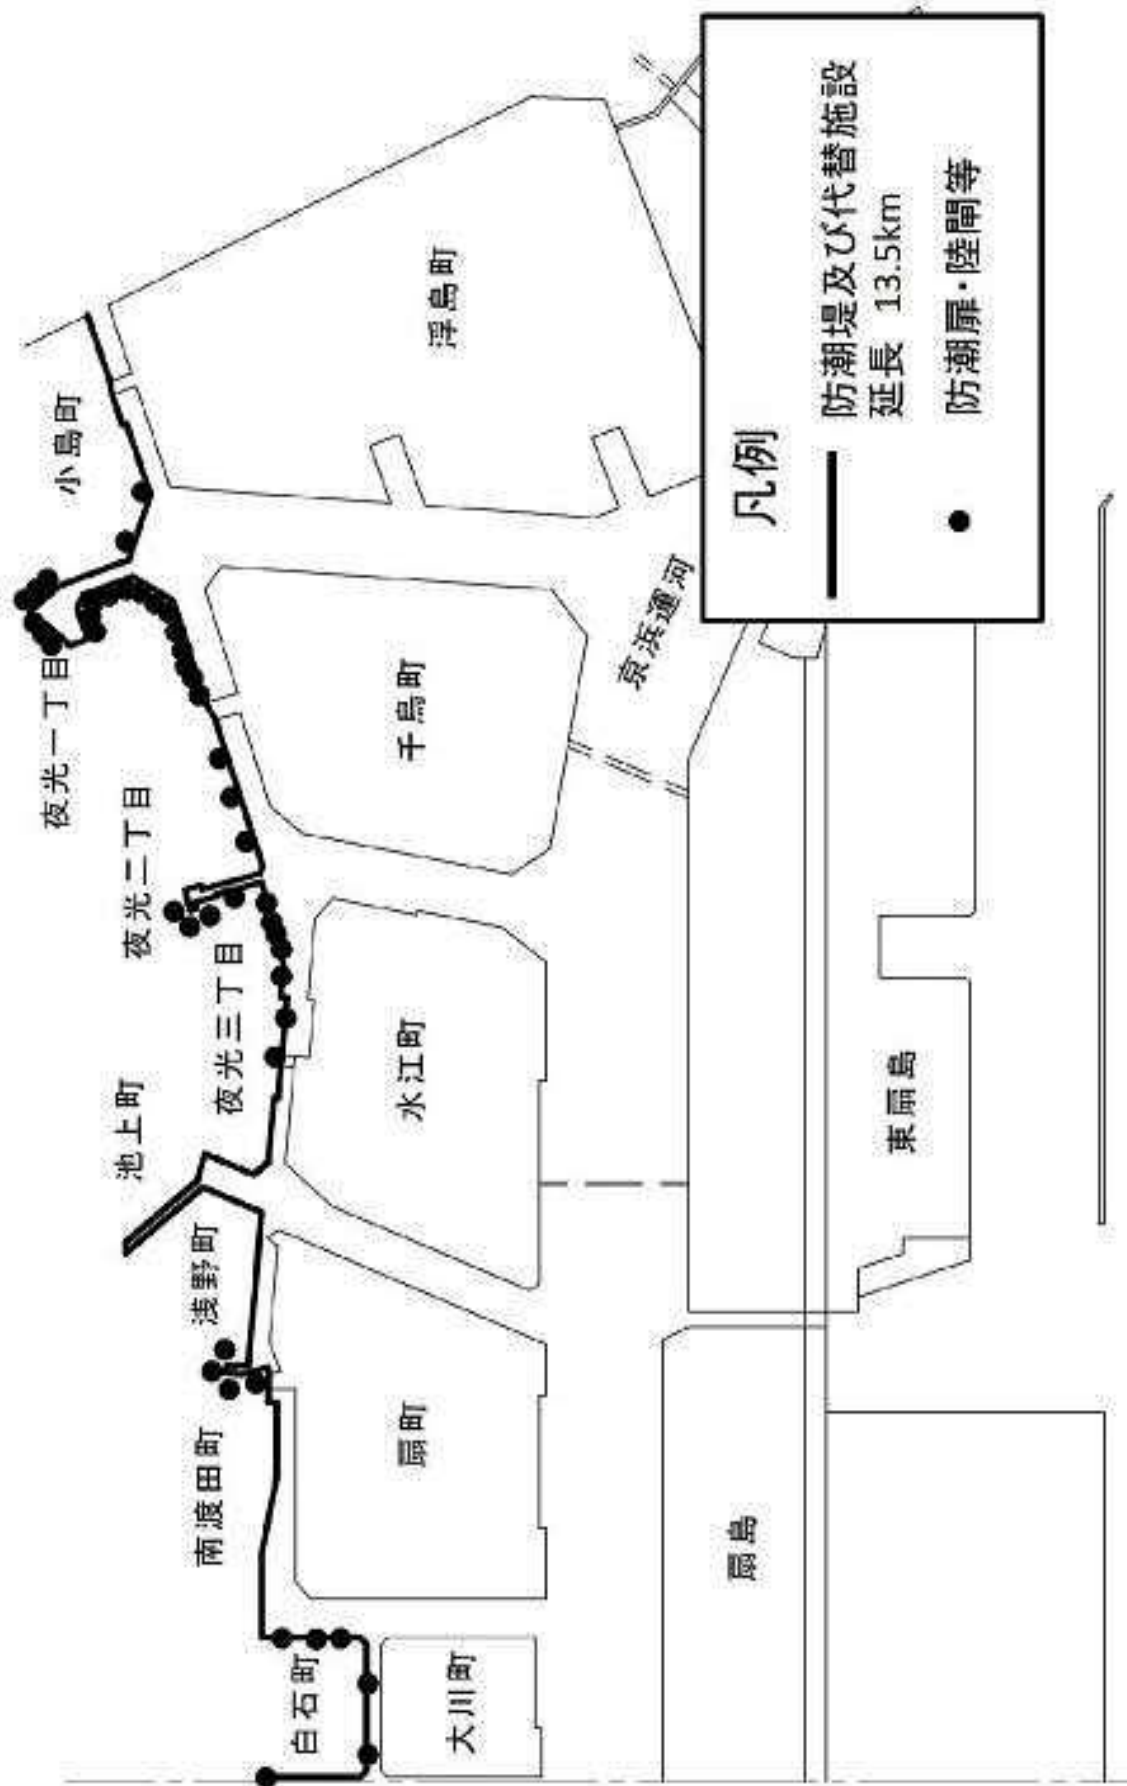 凡例
防潮堤及び代替施設
延長 13.5km
防潮扉・陸閘等
白石町
南渡田町
浅野町
池上町
夜光三丁目
夜光二丁目
夜光一丁目
小島町
大川町
扇町
水江町
千鳥町
浮島町
京浜運河
扇島
東扇島